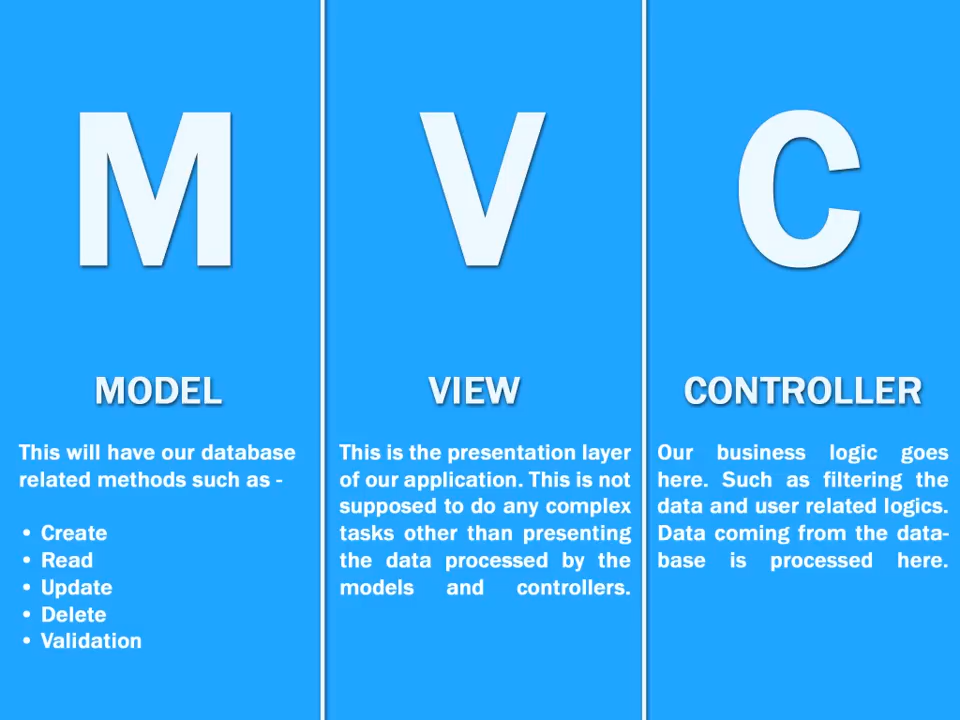 M
MODEL
This will have our database
related methods such as -
• Create
• Read
• Update
• Delete
• Validation
V
VIEW
This is the presentation layer
of our application. This is not
supposed to do any complex
tasks other than presenting
the data processed by the
models and controllers.
C
CONTROLLER
Our business logic goes
here. Such as filtering the
data and user related logics.
Data coming from the data-
base is processed here.